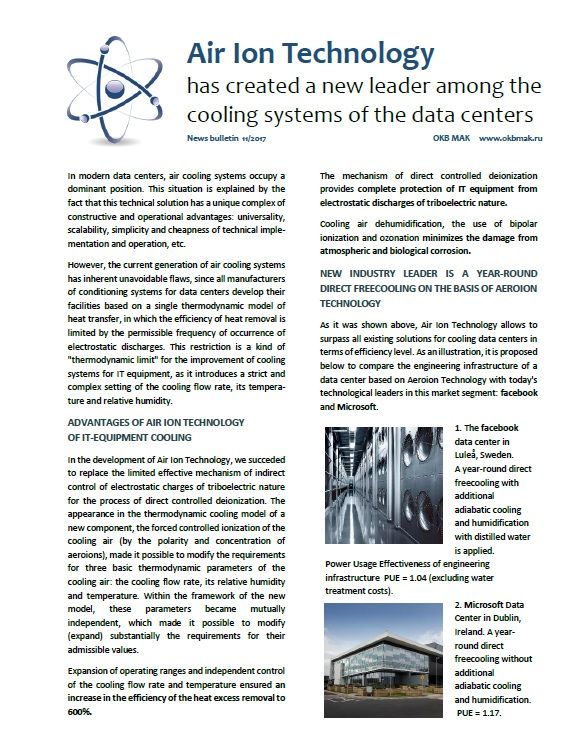 Air Ion Technology
has created a new leader among the
cooling systems of the data centers
News bulletin 11/2017 OKB MAK www.okbmak.ru
In modern data centers, air cooling systems occupy a
dominant position. This situation is explained by the
fact that this technical solution has a unique complex of
constructive and operational advantages: universality,
scalability, simplicity and cheapness of technical imple-
mentation and operation, etc.
However, the current generation of air cooling systems
has inherent unavoidable flaws, since all manufacturers
of conditioning systems for data centers develop their
facilities based on a single thermodynamic model of
heat transfer, in which the efficiency of heat removal is
limited by the permissible frequency of occurrence of
electrostatic discharges. This restriction is a kind of
"thermodynamic limit" for the improvement of cooling
systems for IT equipment, as it introduces a strict and
complex setting of the cooling flow rate, its tempera-
ture and relative humidity.
ADVANTAGES OF AIR ION TECHNOLOGY
OF IT-EQUIPMENT COOLING
In the development of Air Ion Technology, we succeded
to replace the limited effective mechanism of indirect
control of electrostatic charges of triboelectric nature
for the process of direct controlled deionization. The
appearance in the thermodynamic cooling model of a
new component, the forced controlled ionization of the
cooling air (by the polarity and concentration of
aeroions), made it possible to modify the requirements
for three basic thermodynamic parameters of the
cooling air: the cooling flow rate, its relative humidity
and temperature. Within the framework of the new
model, these parameters became mutually
independent, which made it possible to modify
(expand) substantially the requirements for their
admissible values.
Expansion of operating ranges and independent control
of the cooling flow rate and temperature ensured an
increase in the efficiency of the heat excess removal to
600%.
The mechanism of direct controlled deionization
provides complete protection of IT equipment from
electrostatic discharges of triboelectric nature.
Cooling air dehumidification, the use of bipolar
ionization and ozonation minimizes the damage from
atmospheric and biological corrosion.
NEW INDUSTRY LEADER IS A YEAR-ROUND
DIRECT FREECOOLING ON THE BASIS OF AEROION
TECHNOLOGY
As it was shown above, Air Ion Technology allows to
surpass all existing solutions for cooling data centers in
terms of efficiency level. As an illustration, it is proposed
below to compare the engineering infrastructure of a
data center based on Aeroion Technology with today's
technological leaders in this market segment: facebook
and Microsoft.
1. The facebook
data center in
Luleå, Sweden.
A year-round direct
freecooling with
additional
adiabatic cooling
and humidification
with distilled water
is applied.
Power Usage Effectiveness of engineering
infrastructure PUE = 1.04 (excluding water
treatment costs).
2. Microsoft Data
Center in Dublin,
Ireland. A year-
round direct
freecooling without
additional
adiabatic cooling
and humidification.
PUE = 1.17.